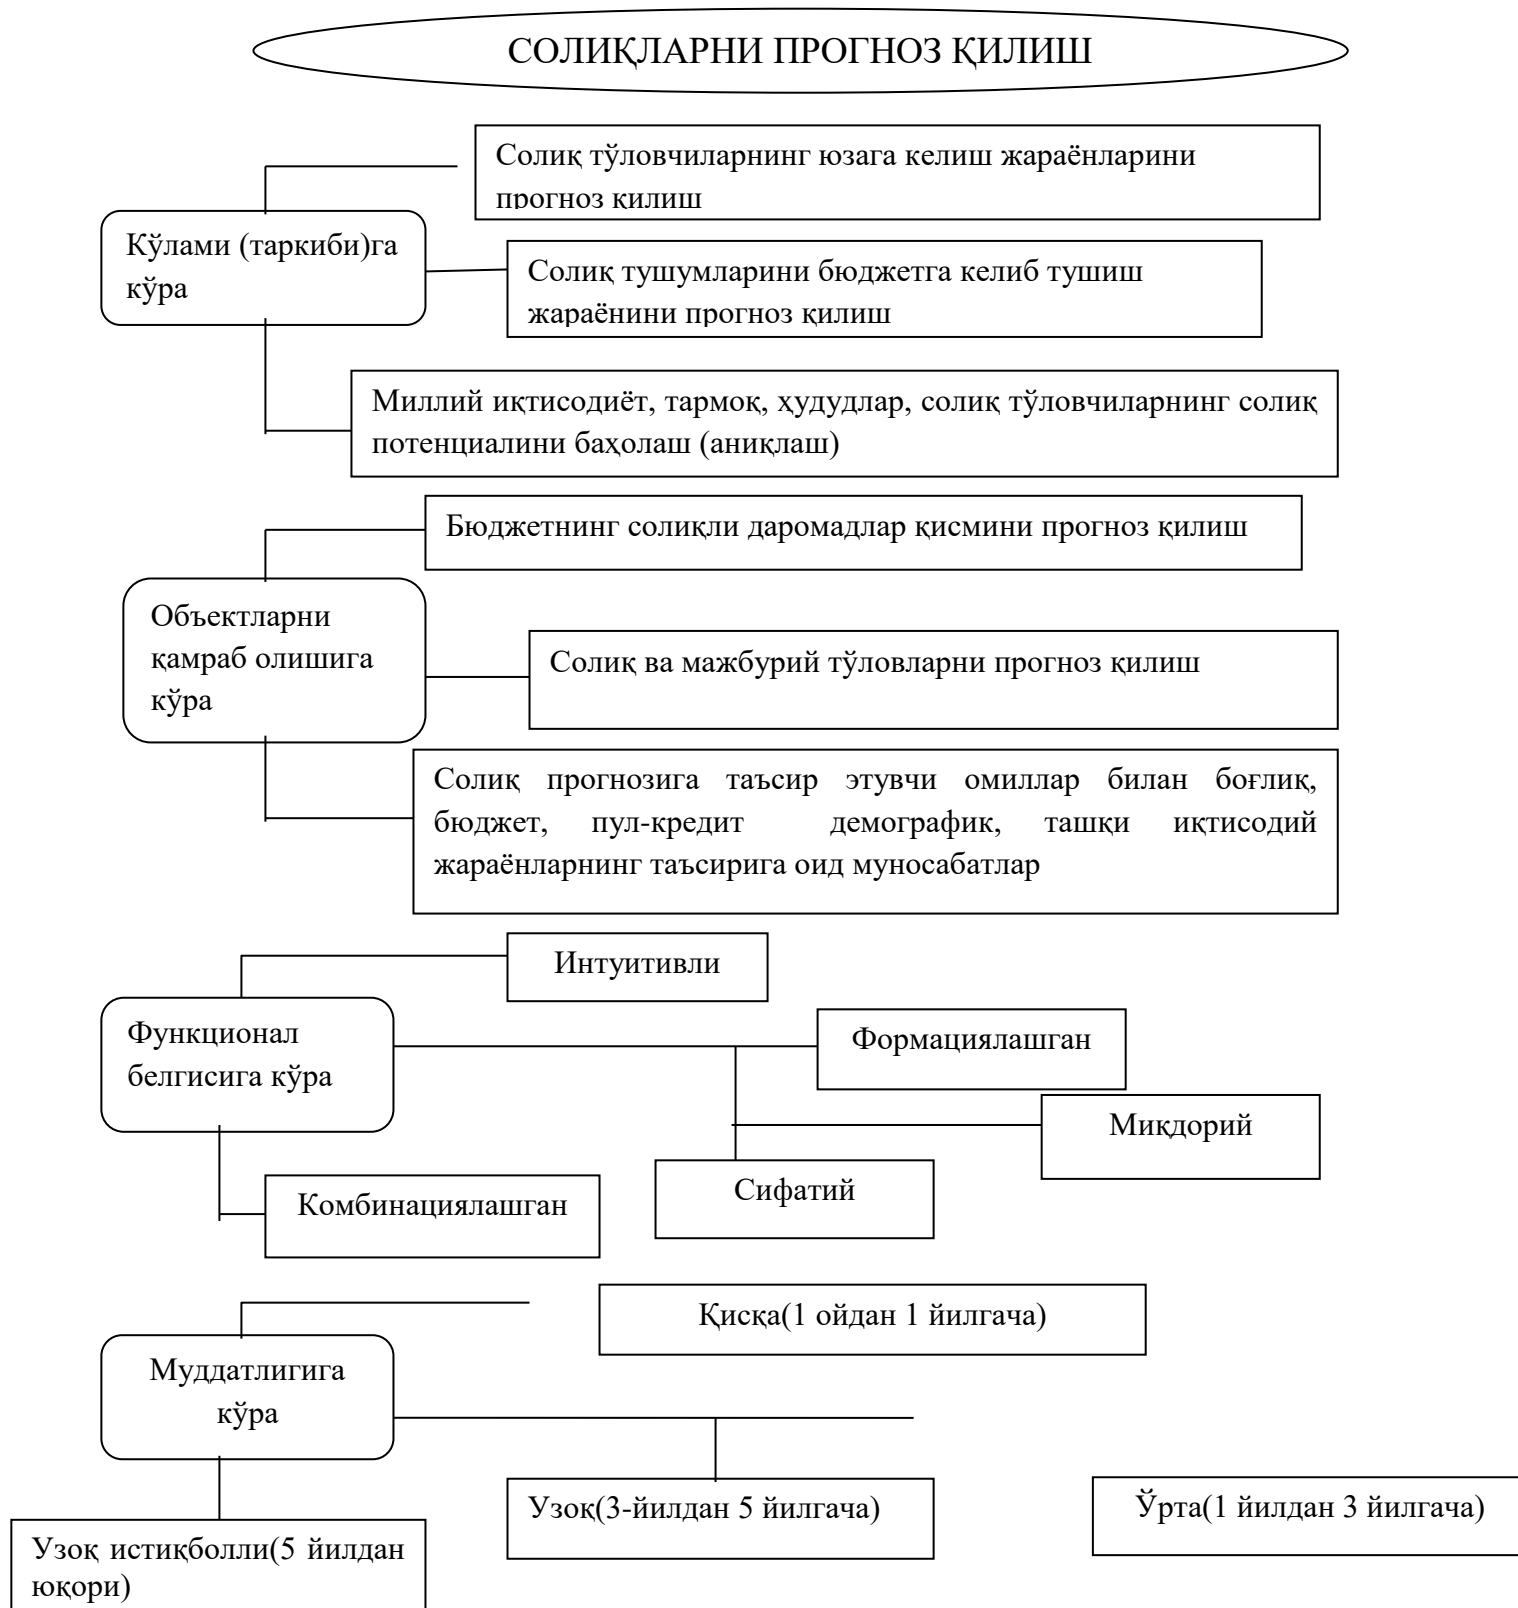 СОЛИҚЛАРНИ ПРОГНОЗ ҚИЛИШ
Солиқ тўловчиларнинг юзага келиш жараёнларини
прогноз қилиш
Кўлами (таркиби)га
кўра
Солиқ тушумларини бюджетга келиб тушиш
жараёнини прогноз қилиш
Миллий иқтисодиёт, тармоқ, ҳудудлар, солиқ тўловчиларнинг солиқ
потенциалини баҳолаш (аниқлаш)
Бюджетнинг солиқли даромадлар қисмини прогноз қилиш
Объектларни
қамраб олишига
кўра
Солиқ ва мажбурий тўловларни прогноз қилиш
Солиқ прогнозига таъсир этувчи омиллар билан боғлиқ,
бюджет, пул-кредит демографик, ташқи иқтисодий
жараёнларнинг таъсирига оид муносабатлар
Интуитивли
Функционал
белгисига кўра
Формациялашган
Миқдорий
Сифатий
Комбинациялашган
Қисқа(1 ойдан 1 йилгача)
Муддатлигига
кўра
Узоқ(3-йилдан 5 йилгача)
Ўрта(1 йилдан 3 йилгача)
Узоқ истиқболли(5 йилдан
юқори)